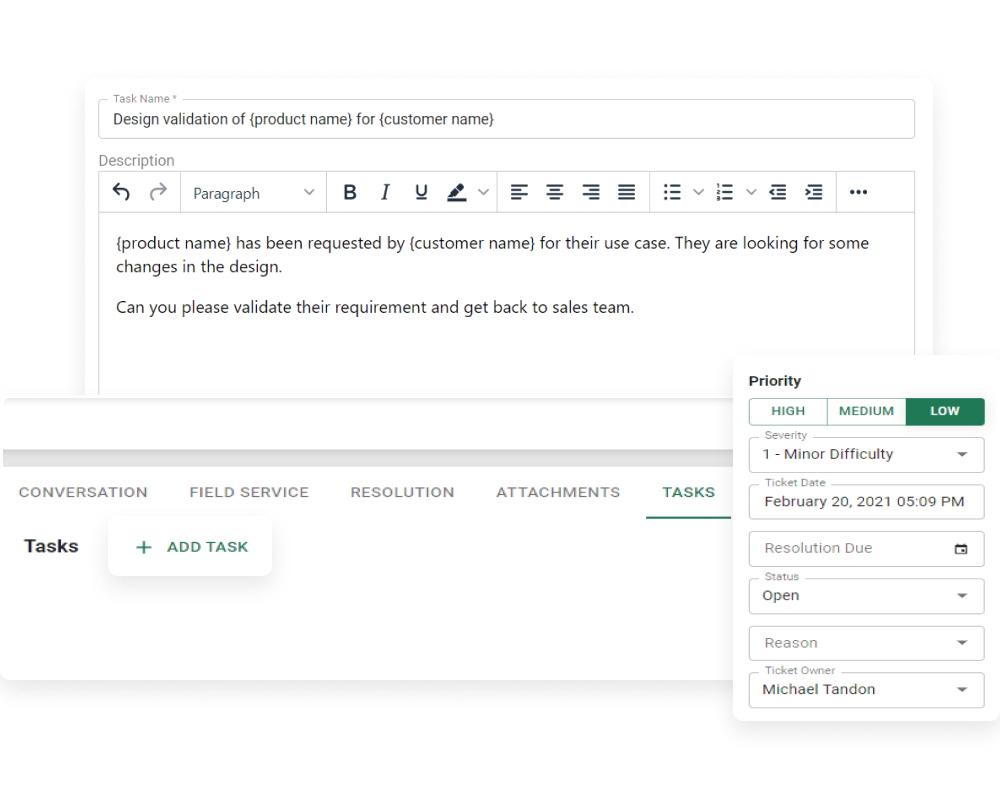 Task Name *
Design validation of {product name} for {customer name}
Description
Paragraph
B I U
{product name} has been requested by {customer name} for their use case. They are looking for some
changes in the design.
Can you please validate their requirement and get back to sales team.
Priority
HIGH MEDIUM LOW
Severity
1 - Minor Difficulty
Ticket Date
February 20, 2021 05:09 PM
Resolution Due
Status
Open
Reason
Ticket Owner
Michael Tandon
CONVERSATION FIELD SERVICE RESOLUTION ATTACHMENTS TASKS
Tasks + ADD TASK